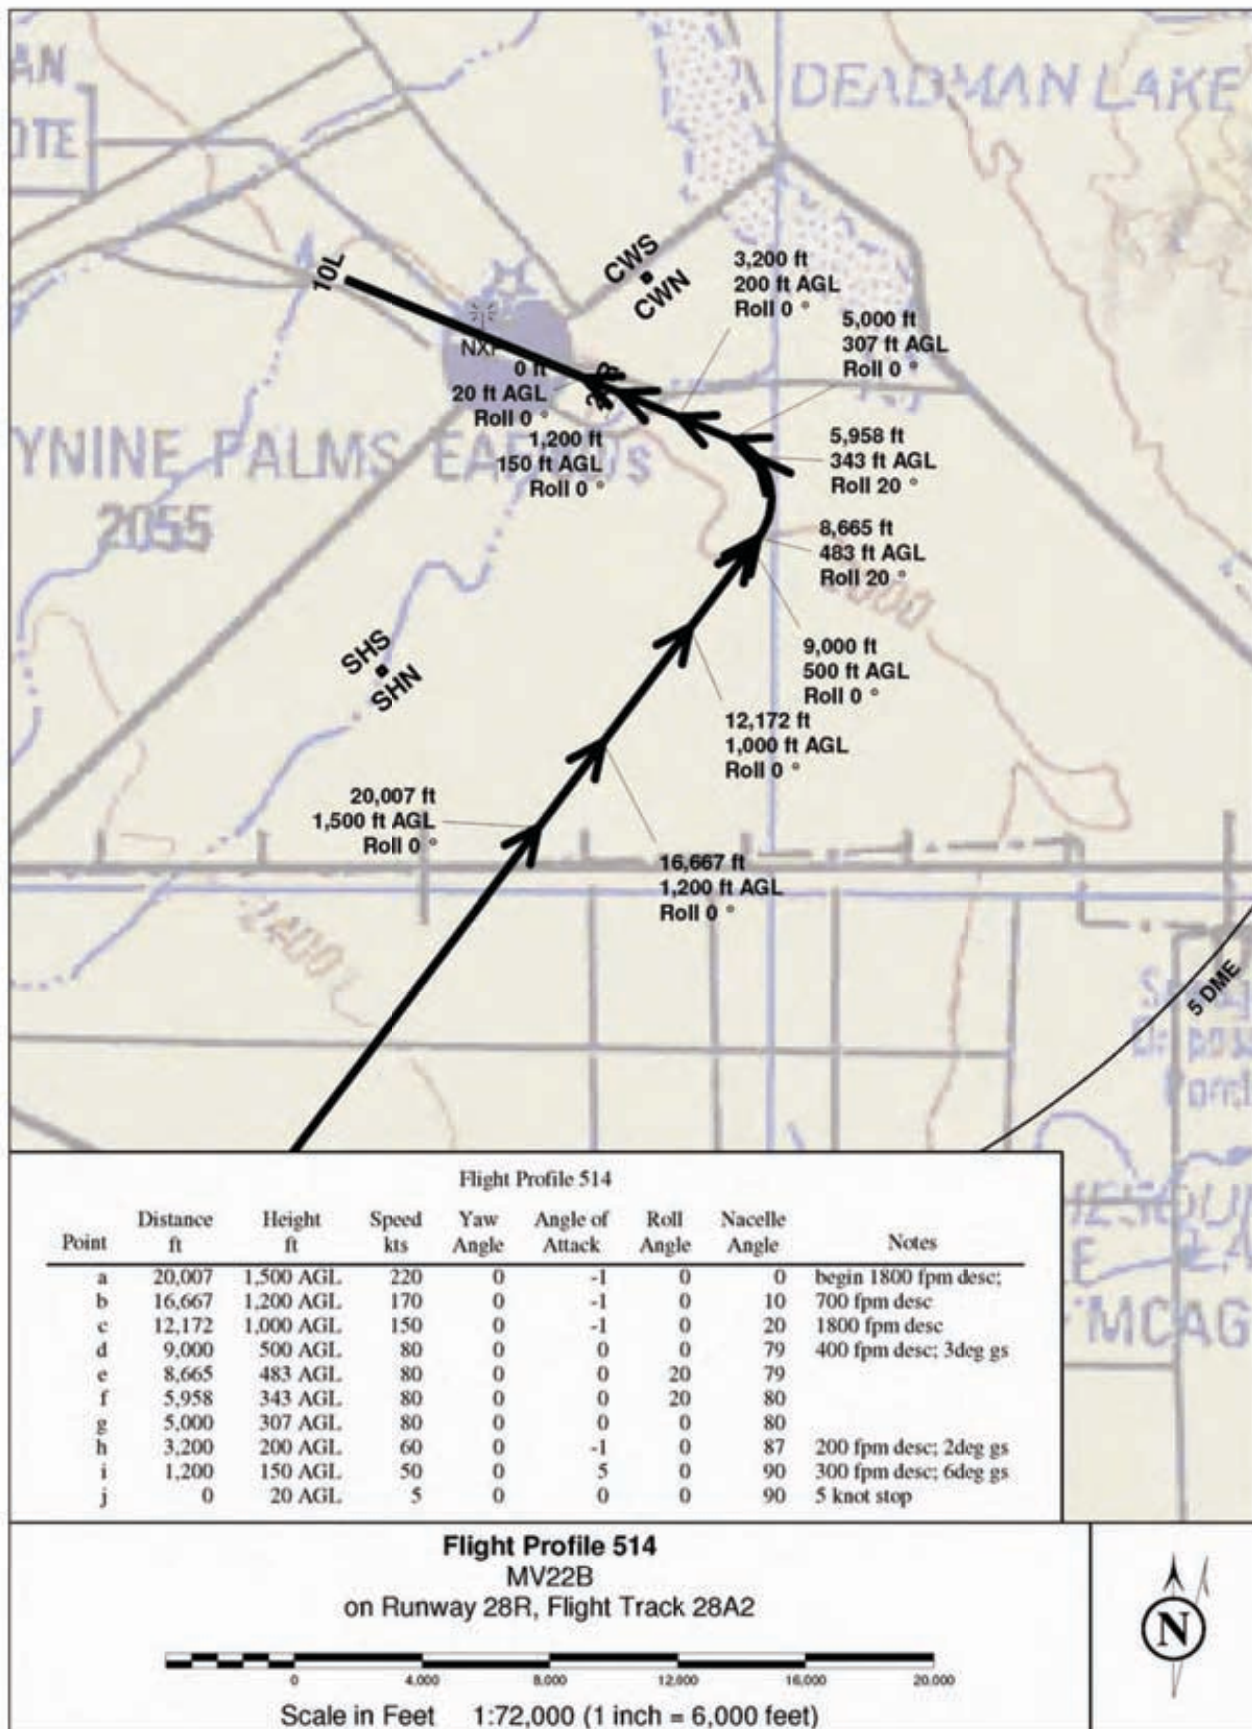 AN
OTE
DEADMAN LAKE
10L
CWS
CWN
NXP
3,200 ft
200 ft AGL
Roll 0 °
5,000 ft
307 ft AGL
Roll 0 °
0 ft
20 ft AGL
Roll 0 °
1,200 ft
150 ft AGL
Roll 0 °
5,958 ft
343 ft AGL
Roll 20 °
YNINE PALMS
2055
8,665 ft
483 ft AGL
Roll 20 °
9,000 ft
500 ft AGL
Roll 0 °
SHS
SHN
12,172 ft
1,000 ft AGL
Roll 0 °
20,007 ft
1,500 ft AGL
Roll 0 °
16,667 ft
1,200 ft AGL
Roll 0 °
2400
5 DME
MCAG
Flight Profile 514
Point Distance ft Height ft Speed kts Yaw Angle Angle of Attack Roll Angle Nacelle Angle Notes
a 20,007 1,500 AGL 220 0 -1 0 0 begin 1800 fpm desc;
b 16,667 1,200 AGL 170 0 -1 0 10 700 fpm desc
c 12,172 1,000 AGL 150 0 -1 0 20 1800 fpm desc
d 9,000 500 AGL 80 0 0 0 79 400 fpm desc; 3deg gs
e 8,665 483 AGL 80 0 0 20 79
f 5,958 343 AGL 80 0 0 20 80
g 5,000 307 AGL 80 0 0 0 80
h 3,200 200 AGL 60 0 -1 0 87 200 fpm desc; 2deg gs
i 1,200 150 AGL 50 0 5 0 90 300 fpm desc; 6deg gs
j 0 20 AGL 5 0 0 0 90 5 knot stop
Flight Profile 514
MV22B
on Runway 28R, Flight Track 28A2
0 4,000 8,000 12,000 16,000 20,000
Scale in Feet 1:72,000 (1 inch = 6,000 feet)
N